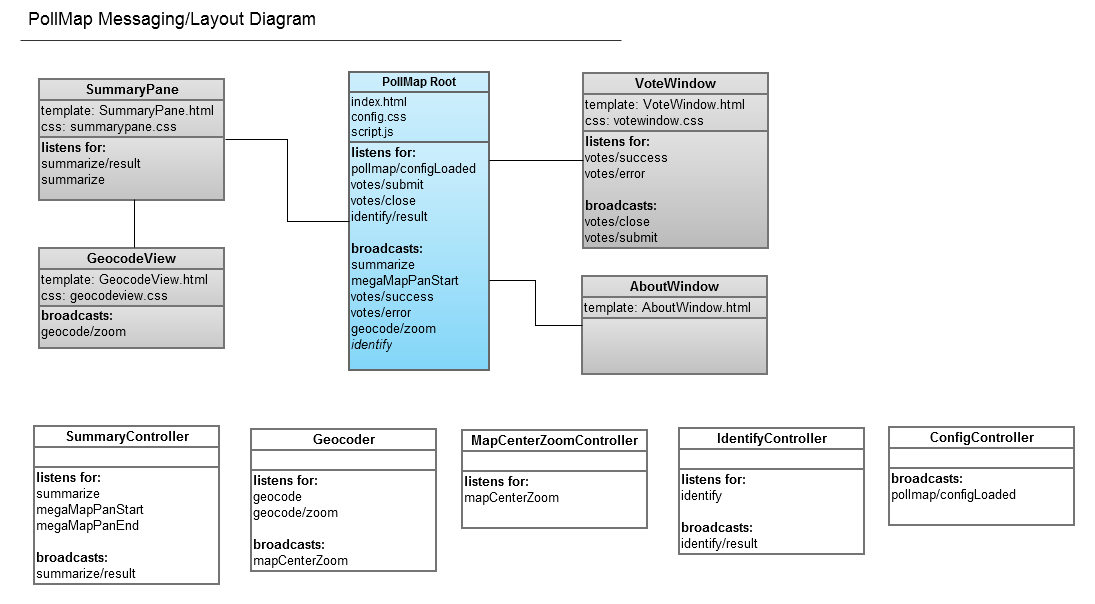 PollMap Messaging/Layout Diagram
SummaryPane
template: SummaryPane.html
css: summarypane.css
listens for:
summarize/result
summarize
GeocodeView
template: GeocodeView.html
css: geocodeview.css
broadcasts:
geocode/zoom
PollMap Root
index.html
config.css
script.js
listens for:
pollmap/configLoaded
votes/submit
votes/close
identify/result
broadcasts:
summarize
megaMapPanStart
votes/success
votes/error
geocode/zoom
identify
VoteWindow
template: VoteWindow.html
css: votewindow.css
listens for:
votes/success
votes/error
broadcasts:
votes/close
votes/submit
AboutWindow
template: AboutWindow.html
SummaryController
listens for:
summarize
megaMapPanStart
megaMapPanEnd
broadcasts:
summarize/result
Geocoder
listens for:
geocode
geocode/zoom
broadcasts:
mapCenterZoom
MapCenterZoomController
listens for:
mapCenterZoom
IdentifyController
listens for:
identify
broadcasts:
identify/result
ConfigController
broadcasts:
pollmap/configLoaded